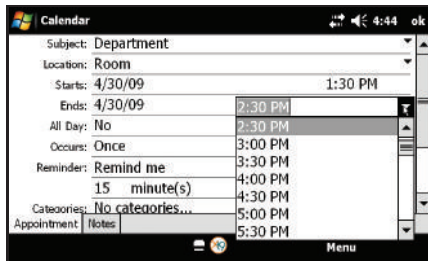 Calendar 4:44 ok
Subject: Department
Location: Room
Starts: 4/30/09 1:30 PM
Ends: 4/30/09 2:30 PM
All Day: No 2:30 PM
Occurs: Once 3:00 PM
3:30 PM
Reminder: Remind me 4:00 PM
15 minute(s) 4:30 PM
Categories: No categories... 5:00 PM
Appointment Notes 5:30 PM
Menu